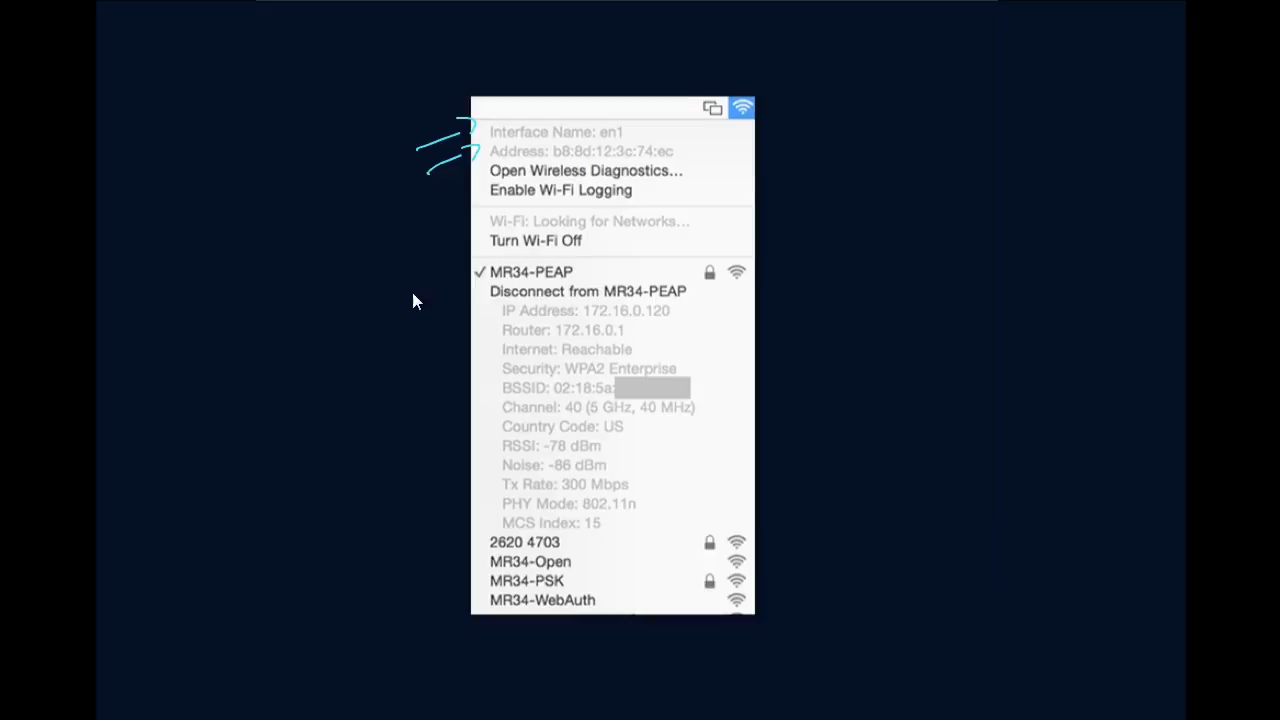 Interface Name: en1
Address: b8:8d:12:3c:74:ec
Open Wireless Diagnostics...
Enable Wi-Fi Logging
Wi-Fi: Looking for Networks...
Turn Wi-Fi Off
MR34-PEAP
Disconnect from MR34-PEAP
IP Address: 172.16.0.120
Router: 172.16.0.1
Internet: Reachable
Security: WPA2 Enterprise
BSSID: 02:18:5a:
Channel: 40 (5 GHz, 40 MHz)
Country Code: US
RSSI: -78 dBm
Noise: -86 dBm
Tx Rate: 300 Mbps
PHY Mode: 802.11n
MCS Index: 15
2620 4703
MR34-Open
MR34-PSK
MR34-WebAuth